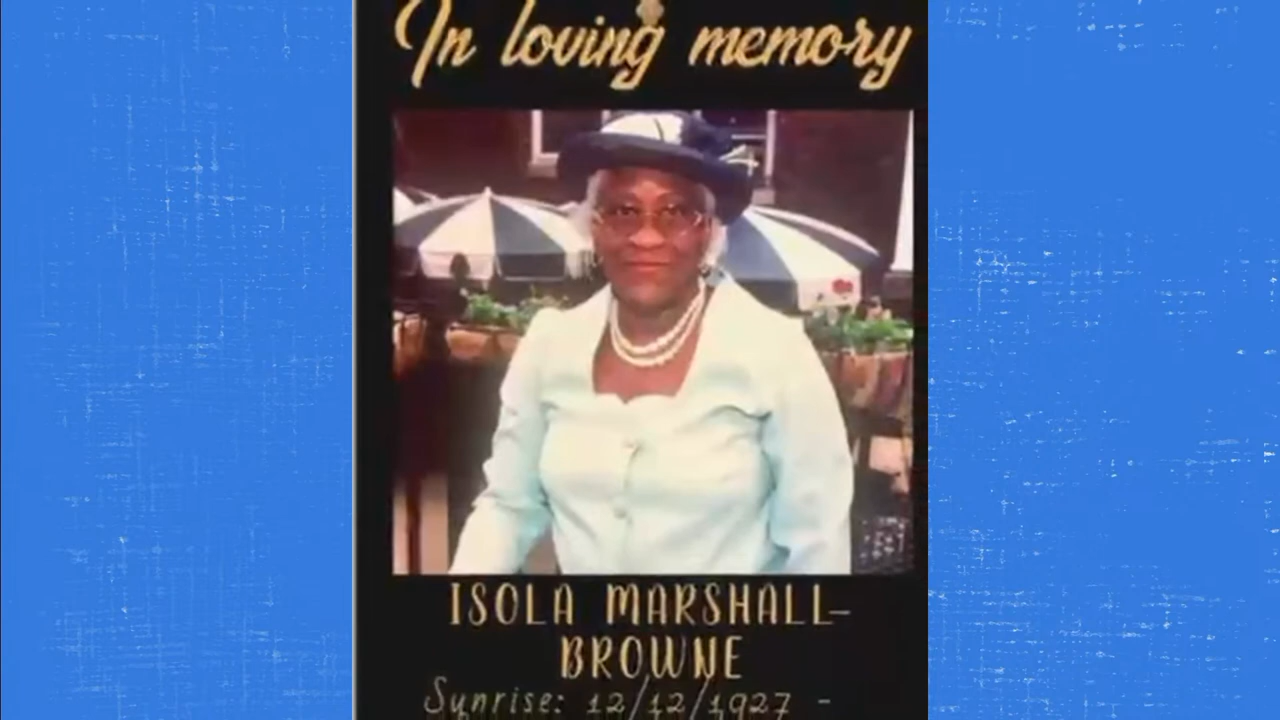 In loving memory
ISOLA MARSHALL-
BROWNE
Sunrise: 12/12/1927 -